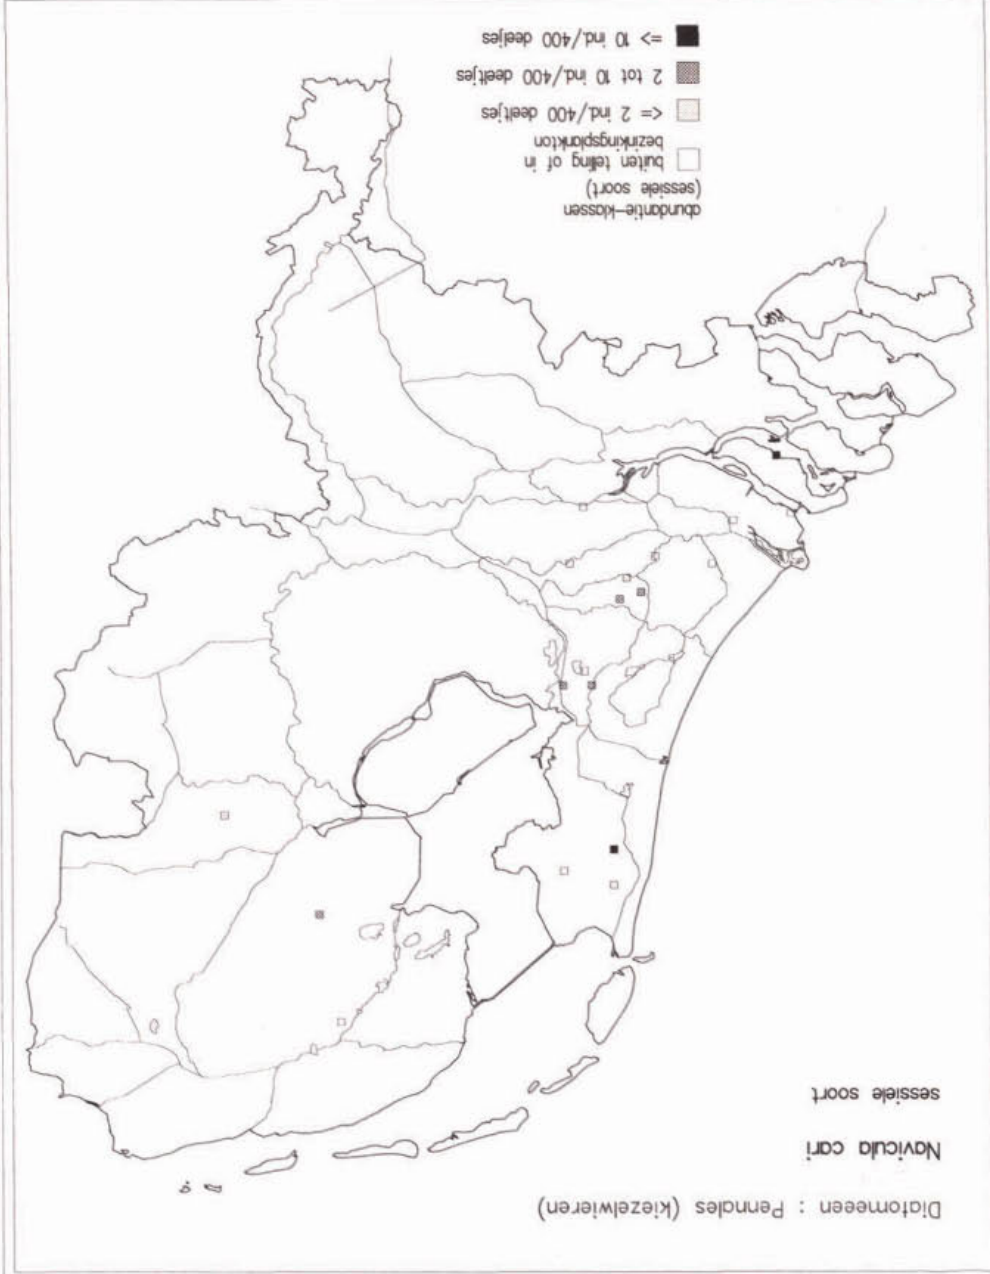 Diatomeeen : Pennales (kiezelwieren)
Navicula cari
sessiele soort
abundantie-klassen
(sessiele soort)
buiten telling of in
bezinkingsplankton
<= 2 ind./400 deeltjes
2 tot 10 ind./400 deeltjes
=> 10 ind./400 deeltjes